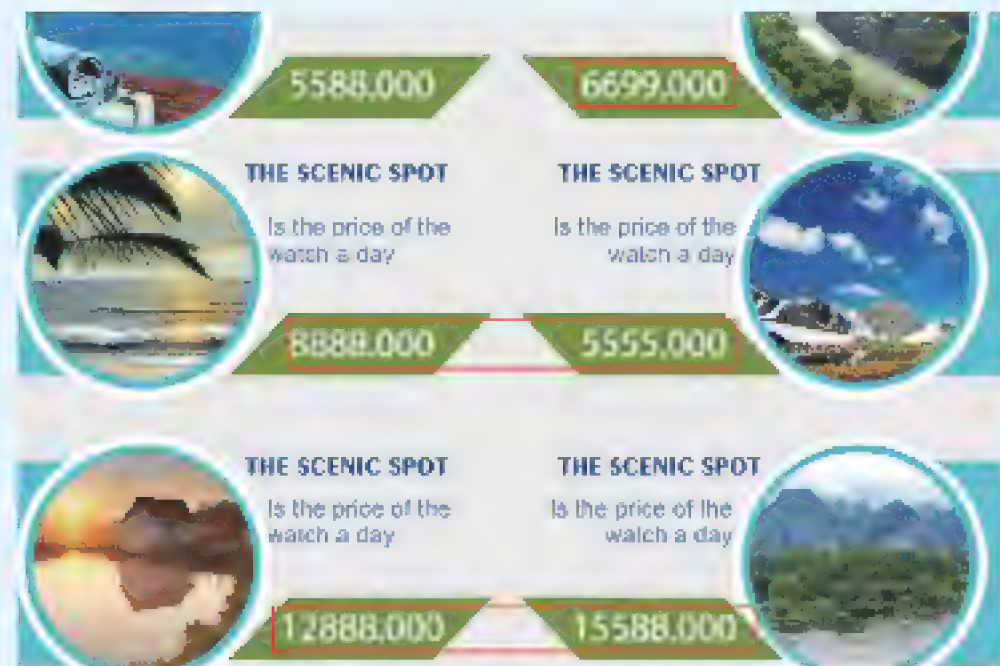 5588.000
6699.000
THE SCENIC SPOT
Is the price of the
watch a day
THE SCENIC SPOT
Is the price of the
watch a day
8888.000
5555.000
THE SCENIC SPOT
Is the price of the
watch a day
THE SCENIC SPOT
Is the price of the
watch a day
12888.000
15588.000